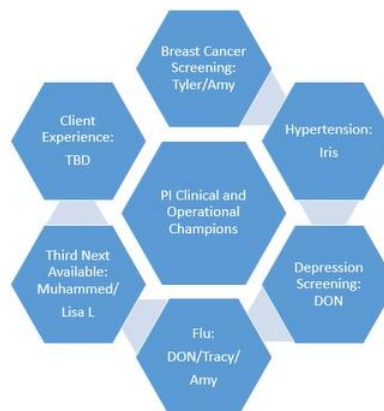 Breast Cancer
Screening:
Tyler/Amy
Client
Experience:
TBD
Hypertension:
Iris
PI Clinical and
Operational
Champions
Third Next
Available:
Muhammed/
Lisa L
Depression
Screening:
DON
Flu:
DON/Tracy/
Amy